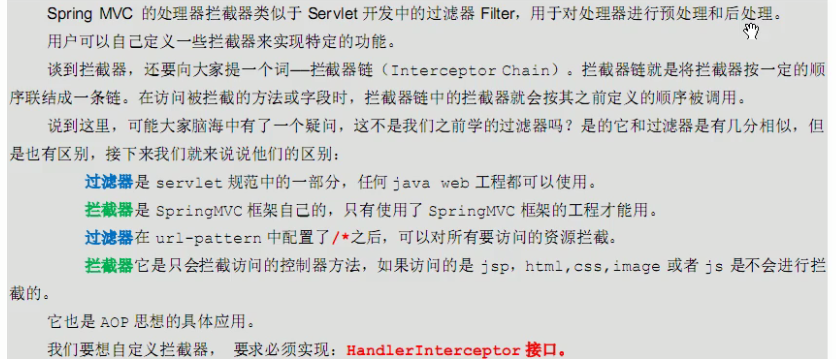 Spring MVC 的处理器拦截器类似于 Servlet 开发中的过滤器 Filter，用于对处理器进行预处理和后处理。
用户可以自己定义一些拦截器来实现特定的功能。
谈到拦截器，还要向大家提一个词——拦截器链（Interceptor Chain）。拦截器链就是将拦截器按一定的顺
序联结成一条链。在访问被拦截的方法或字段时，拦截器链中的拦截器就会按其之前定义的顺序被调用。
说到这里，可能大家脑海中有了一个疑问，这不是我们之前学的过滤器吗？是的它和过滤器是有几分相似，但
是也有区别，接下来我们就来说说他们的区别：
过滤器是 servlet 规范中的一部分，任何 java web 工程都可以使用。
拦截器是 SpringMVC 框架自己的，只有使用了 SpringMVC 框架的工程才能用。
过滤器在 url-pattern 中配置了/*之后，可以对所有要访问的资源拦截。
拦截器它是只会拦截访问的控制器方法，如果访问的是 jsp，html,css,image 或者 js 是不会进行拦
截的。
它也是 AOP 思想的具体应用。
我们要想自定义拦截器， 要求必须实现：HandlerInterceptor 接口。